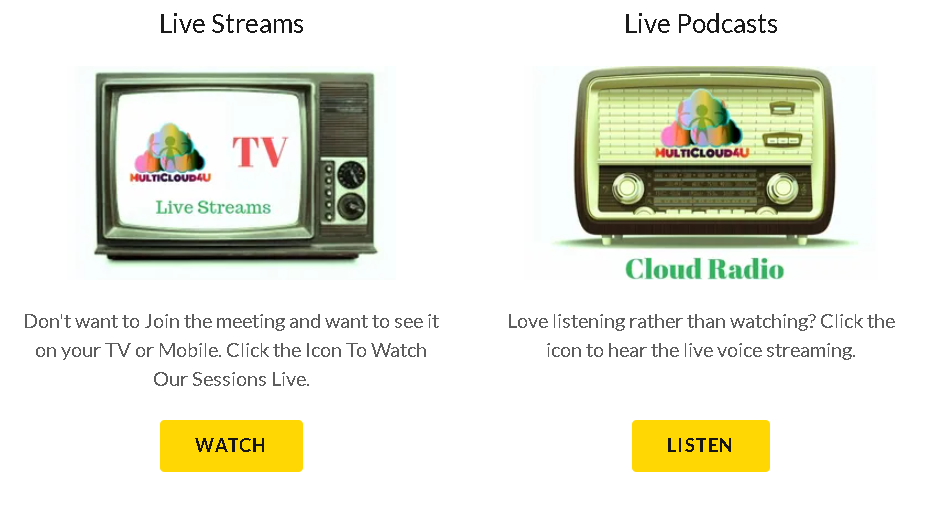 Live Streams
MULTICLOUD4U
TV
Live Streams
Don't want to Join the meeting and want to see it
on your TV or Mobile. Click the Icon To Watch
Our Sessions Live.
WATCH
Live Podcasts
MULTICLOUD4U
Cloud Radio
Love listening rather than watching? Click the
icon to hear the live voice streaming.
LISTEN